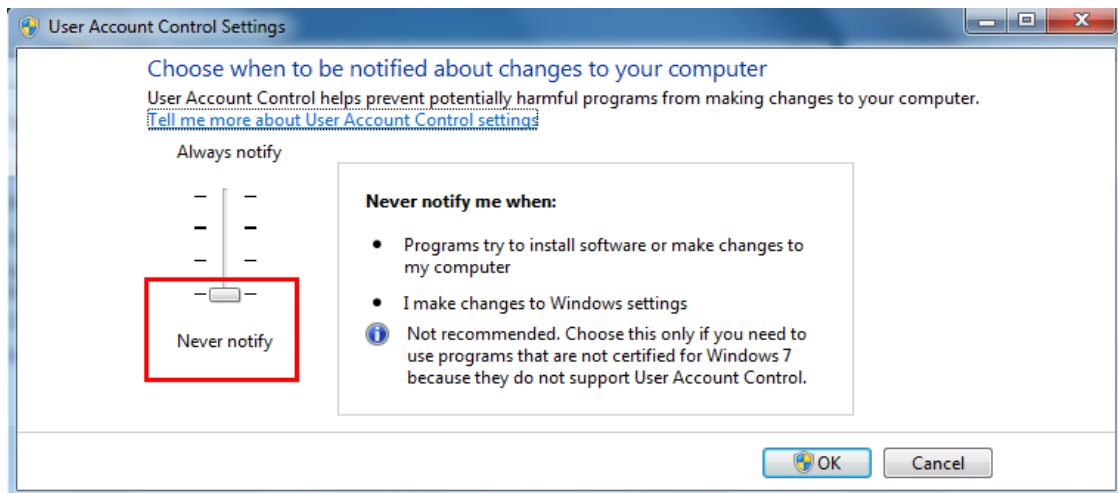 User Account Control Settings
Choose when to be notified about changes to your computer
User Account Control helps prevent potentially harmful programs from making changes to your computer.
Tell me more about User Account Control settings
Always notify
Never notify me when:
Programs try to install software or make changes to
my computer
I make changes to Windows settings
Never notify
Not recommended. Choose this only if you need to
use programs that are not certified for Windows 7
because they do not support User Account Control.
OK
Cancel